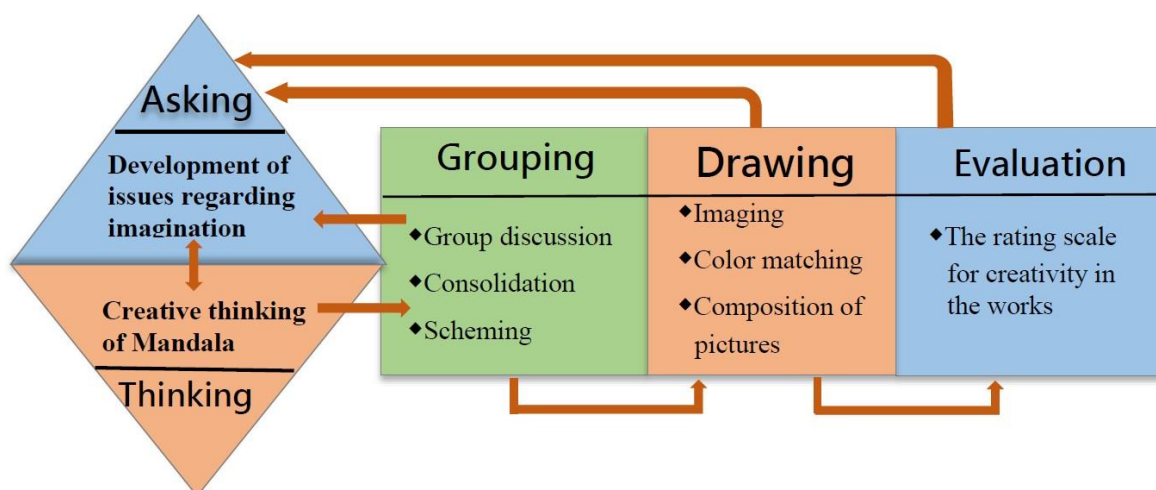 Asking
Development of
issues regarding
imagination
Creative thinking
of Mandala
Thinking
Grouping
◆Group discussion
◆Consolidation
◆Scheming
Drawing
◆Imaging
◆Color matching
◆Composition of
pictures
Evaluation
◆The rating scale
for creativity in
the works